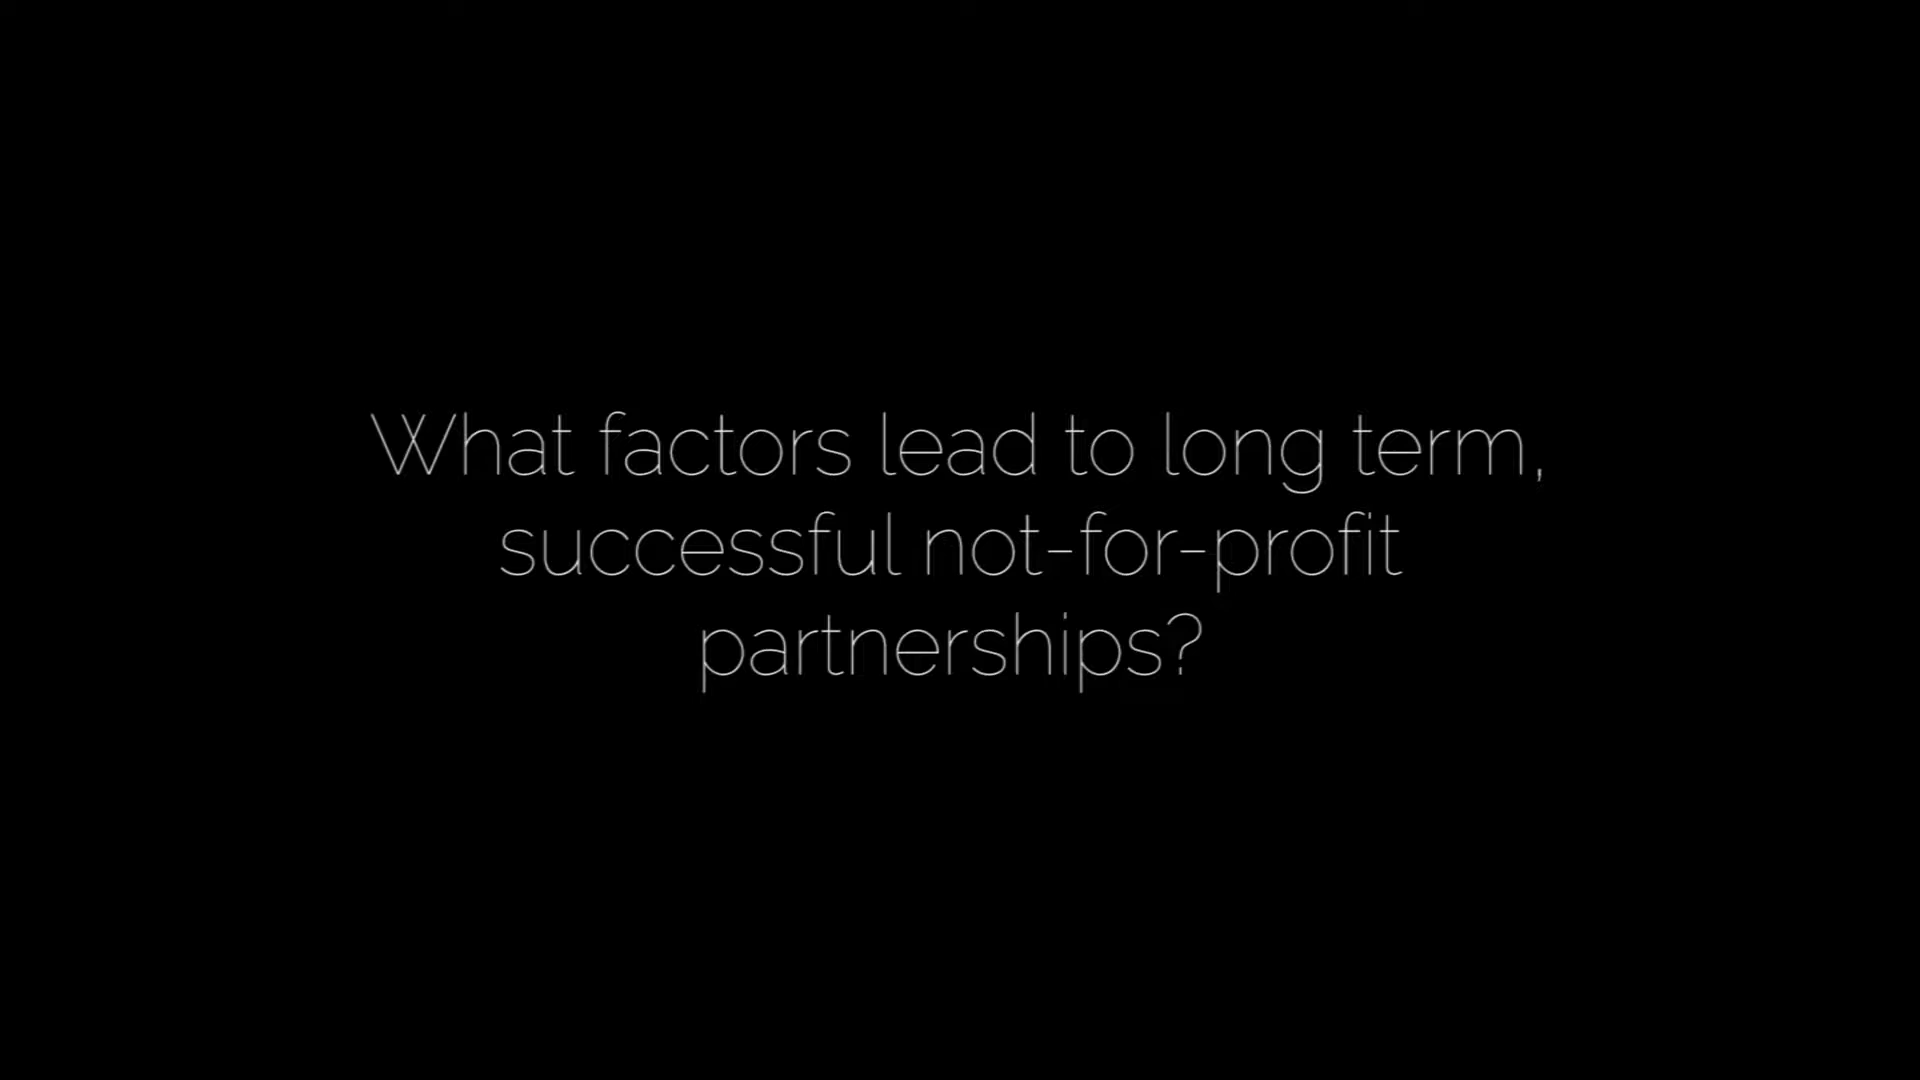 What factors lead to long term,
successful not-for-profit
partnerships?